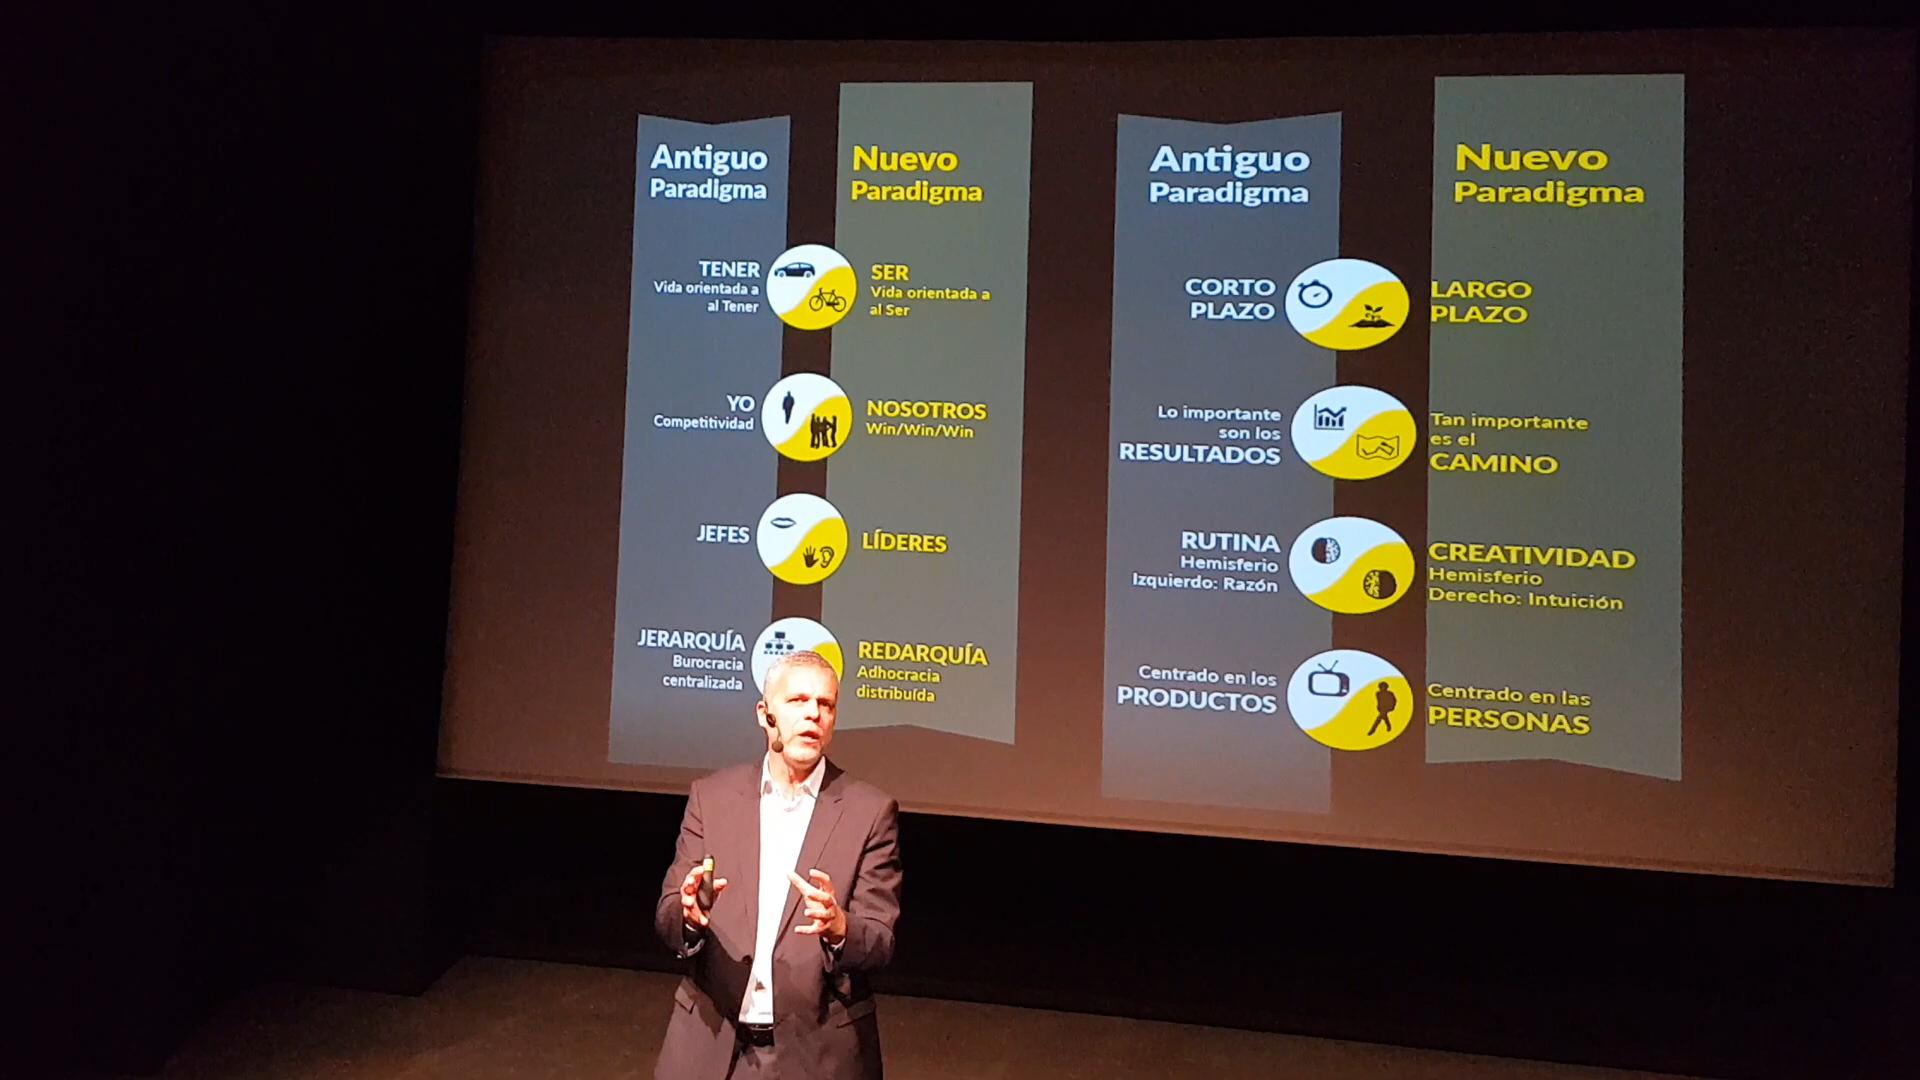 Antiguo
Paradigma
Nuevo
Paradigma
TENER
Vida orientada a
al Tener
SER
Vida orientada a
al Ser
YO
Competitividad
NOSOTROS
Win/Win/Win
JEFES
LÍDERES
JERARQUÍA
Burocracia
centralizada
REDARQUÍA
Adhocracia
distribuída
Antiguo
Paradigma
Nuevo
Paradigma
CORTO
PLAZO
LARGO
PLAZO
Lo importante
son los
RESULTADOS
Tan importante
es el
CAMINO
RUTINA
Hemisferio
Izquierdo: Razón
CREATIVIDAD
Hemisferio
Derecho: Intuición
Centrado en los
PRODUCTOS
Centrado en las
PERSONAS